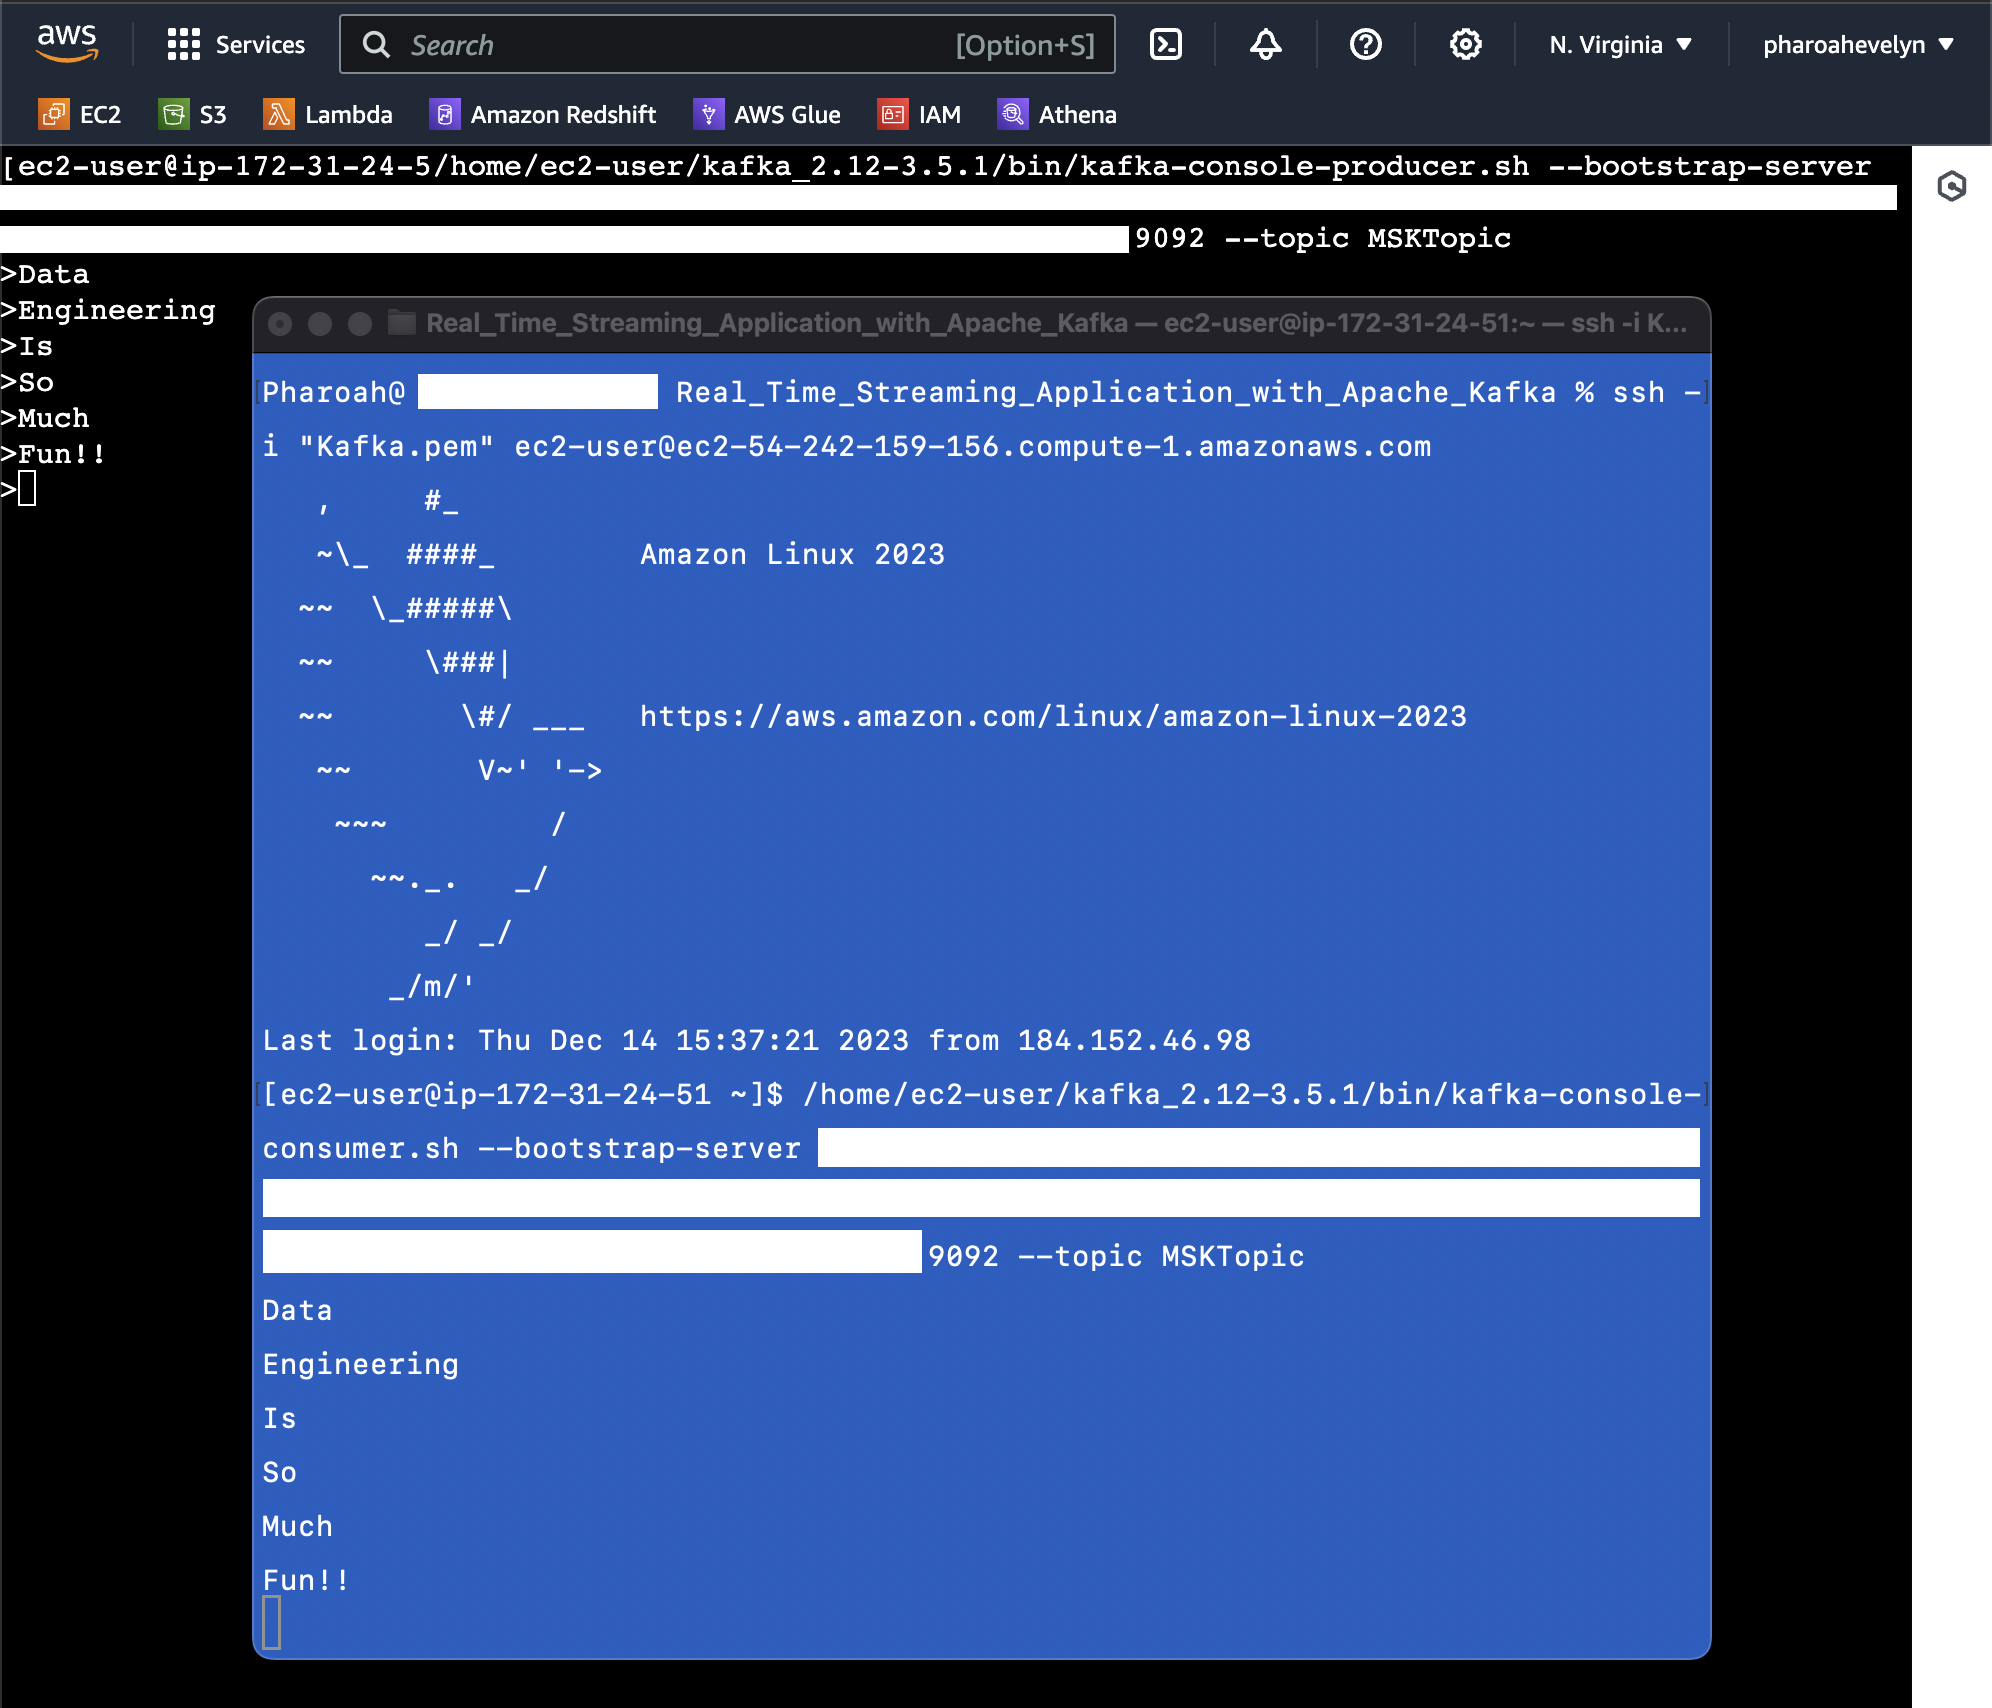 aws Services Search [Option+S] N. Virginia ▼ pharoahevelyn ▼
EC2 S3 Lambda Amazon Redshift AWS Glue IAM Athena
[ec2-user@ip-172-31-24-5/home/ec2-user/kafka_2.12-3.5.1/bin/kafka-console-producer.sh --bootstrap-server
9092 --topic MSKTopic
>Data
>Engineering
>Is
>So
>Much
>Fun!!
>
Real_Time_Streaming_Application_with_Apache_Kafka — ec2-user@ip-172-31-24-51:~ — ssh -i K...
Pharoah@ Real_Time_Streaming_Application_with_Apache_Kafka % ssh -
i "Kafka.pem" ec2-user@ec2-54-242-159-156.compute-1.amazonaws.com
   ,     #_
   ~\_  ####_        Amazon Linux 2023
  ~~  \_#####\
  ~~     \###|
  ~~       \#/ ___   https://aws.amazon.com/linux/amazon-linux-2023
   ~~       V~' '->
    ~~~         /
      ~~._.   _/
         _/ _/
       _/m/'
Last login: Thu Dec 14 15:37:21 2023 from 184.152.46.98
[ec2-user@ip-172-31-24-51 ~]$ /home/ec2-user/kafka_2.12-3.5.1/bin/kafka-console-
consumer.sh --bootstrap-server
9092 --topic MSKTopic
Data
Engineering
Is
So
Much
Fun!!